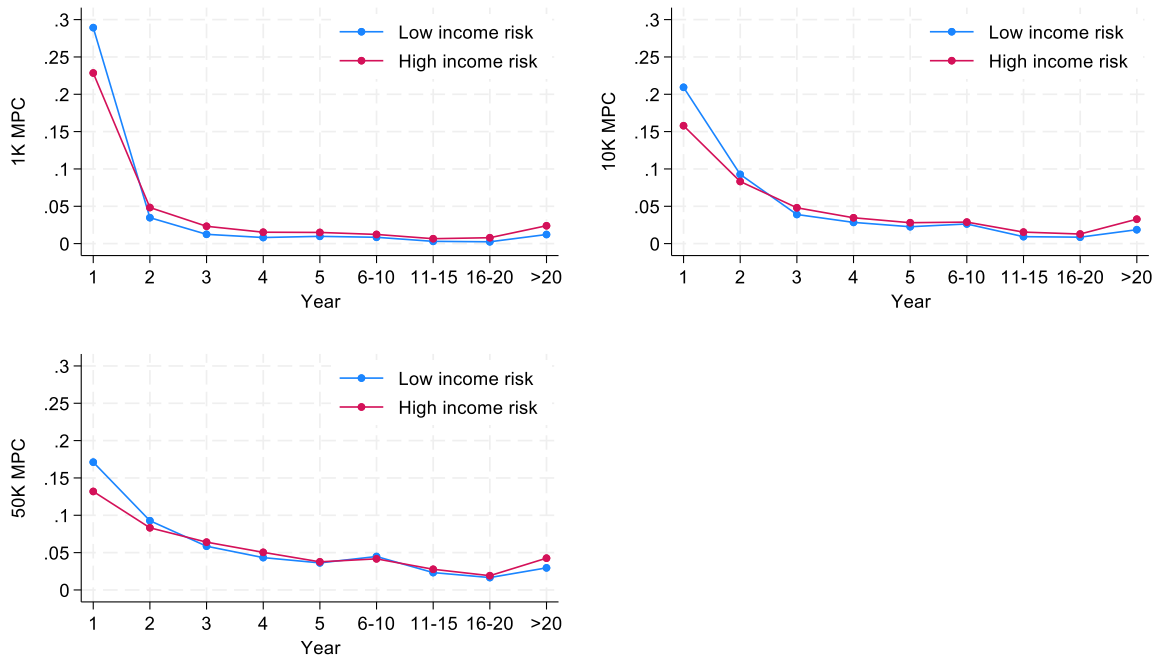 1K MPC
.3
.25
.2
.15
.1
.05
0
Low income risk
High income risk
1 2 3 4 5 6-10 11-15 16-20 >20
Year
10K MPC
.3
.25
.2
.15
.1
.05
0
Low income risk
High income risk
1 2 3 4 5 6-10 11-15 16-20 >20
Year
50K MPC
.3
.25
.2
.15
.1
.05
0
Low income risk
High income risk
1 2 3 4 5 6-10 11-15 16-20 >20
Year